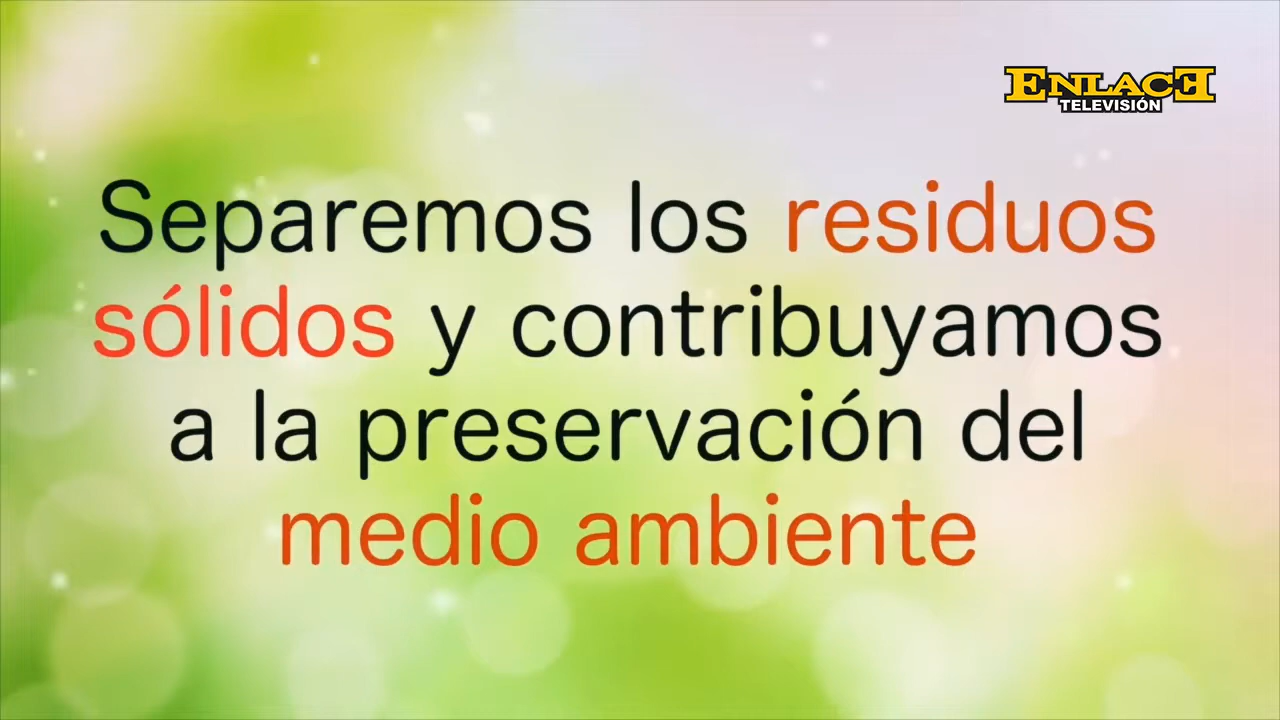 ENLACE
TELEVISIÓN
Separemos los residuos
sólidos y contribuyamos
a la preservación del
medio ambiente